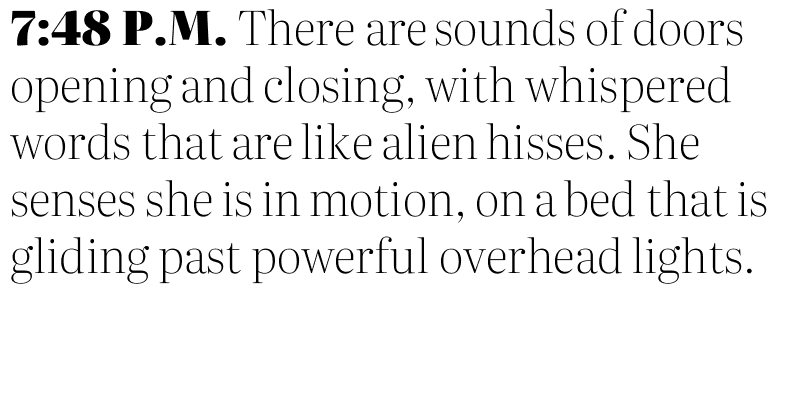 7:48 P.M. There are sounds of doors
opening and closing, with whispered
words that are like alien hisses. She
senses she is in motion, on a bed that is
gliding past powerful overhead lights.